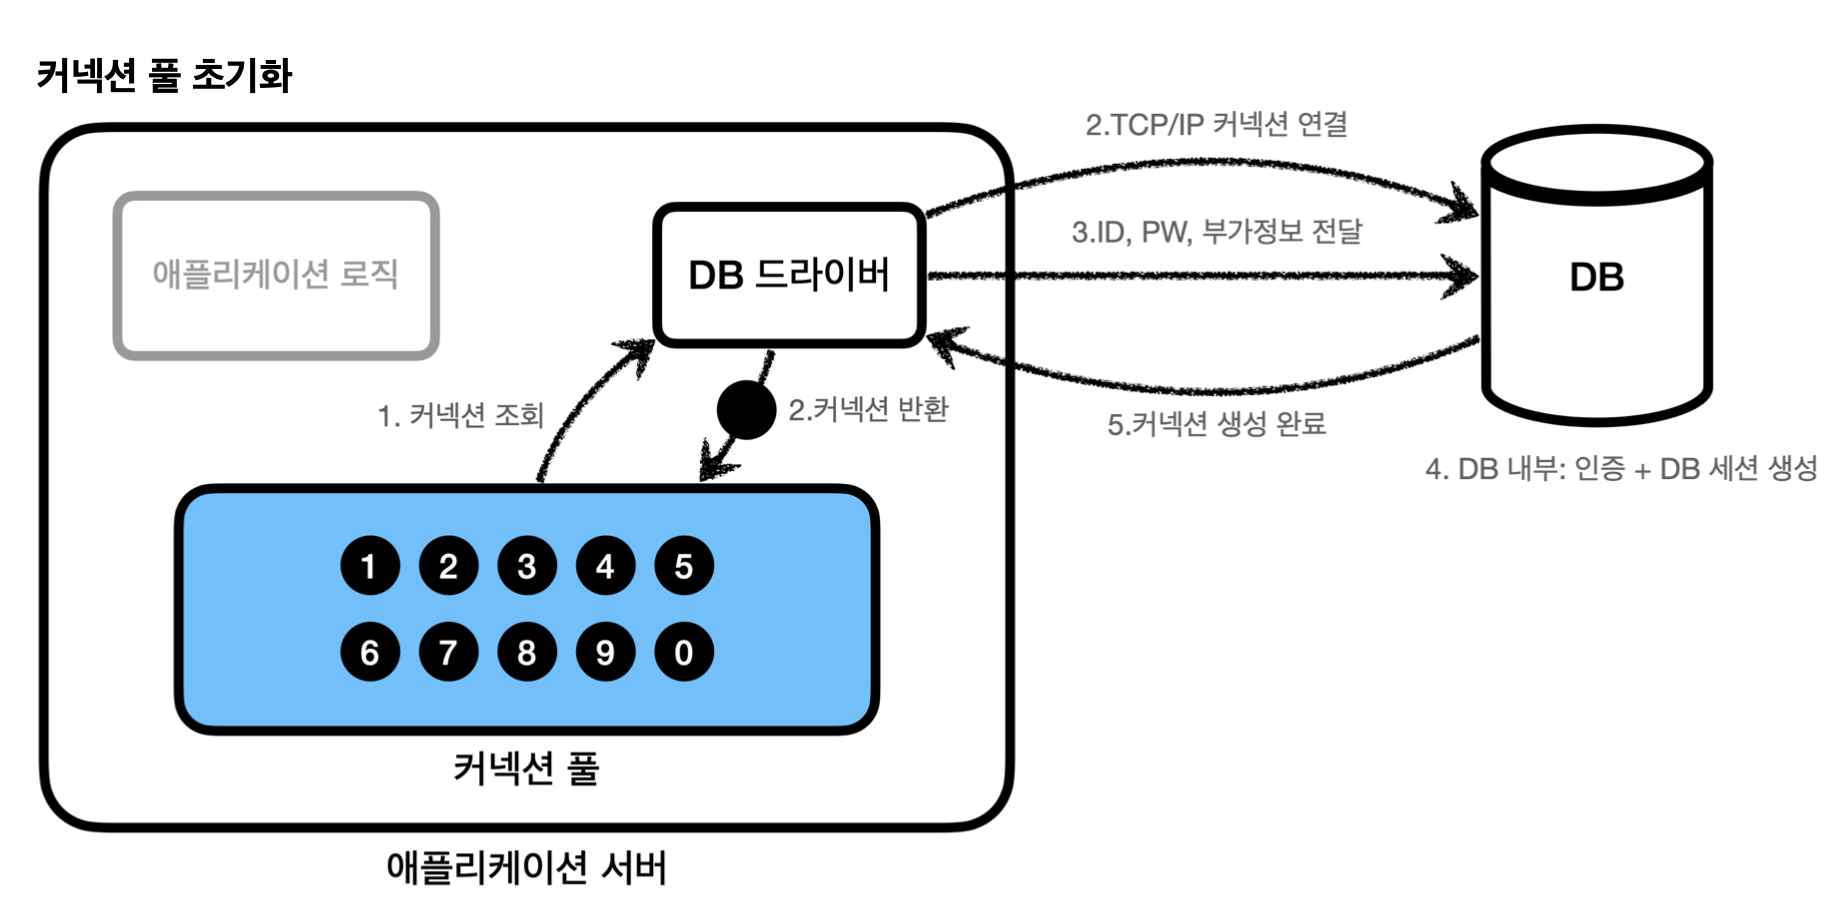 커넥션 풀 초기화
2.TCP/IP 커넥션 연결
애플리케이션 로직
DB 드라이버
3.ID, PW, 부가정보 전달
DB
1. 커넥션 조회
2.커넥션 반환
5.커넥션 생성 완료
4. DB 내부: 인증 + DB 세션 생성
1 2 3 4 5
6 7 8 9 0
커넥션 풀
애플리케이션 서버